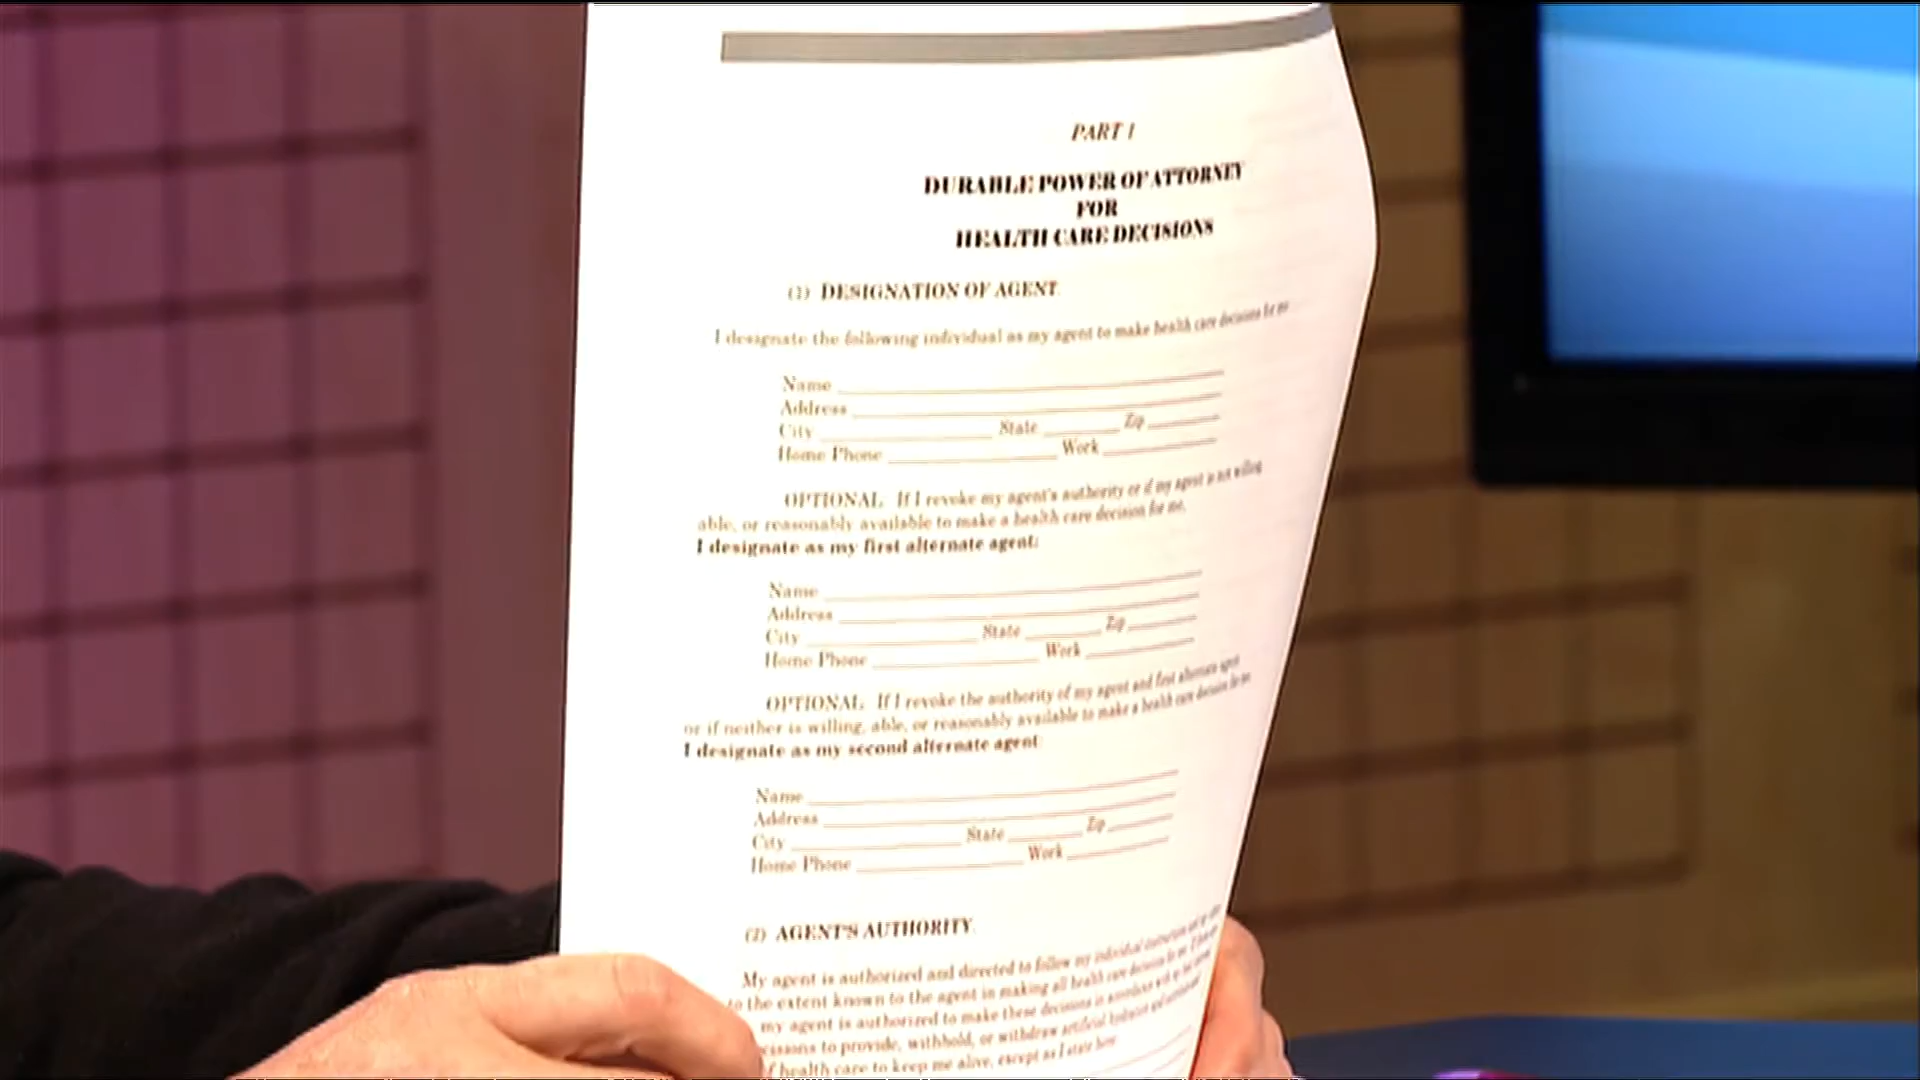 PART 1
DURABLE POWER OF ATTORNEY
FOR
HEALTH CARE DECISIONS
(1) DESIGNATION OF AGENT
I designate the following individual as my agent to make health care decisions for me
Name
Address
City State Zip
Home Phone Work
OPTIONAL If I revoke my agent's authority or if my agent is not willing
able, or reasonably available to make a health care decision for me,
I designate as my first alternate agent:
Name
Address
City State Zip
Home Phone Work
OPTIONAL If I revoke the authority of my agent and first alternate agent
or if neither is willing, able, or reasonably available to make a health care decision for me
I designate as my second alternate agent
Name
Address
City State Zip
Home Phone Work
(2) AGENT'S AUTHORITY
My agent is authorized and directed to follow my individual instructions
to the extent known to the agent in making all health care decisions for me.
my agent is authorized to make these decisions in accordance with
to provide, withhold, or withdraw artificial hydration and
health care to keep me alive, except as I state here